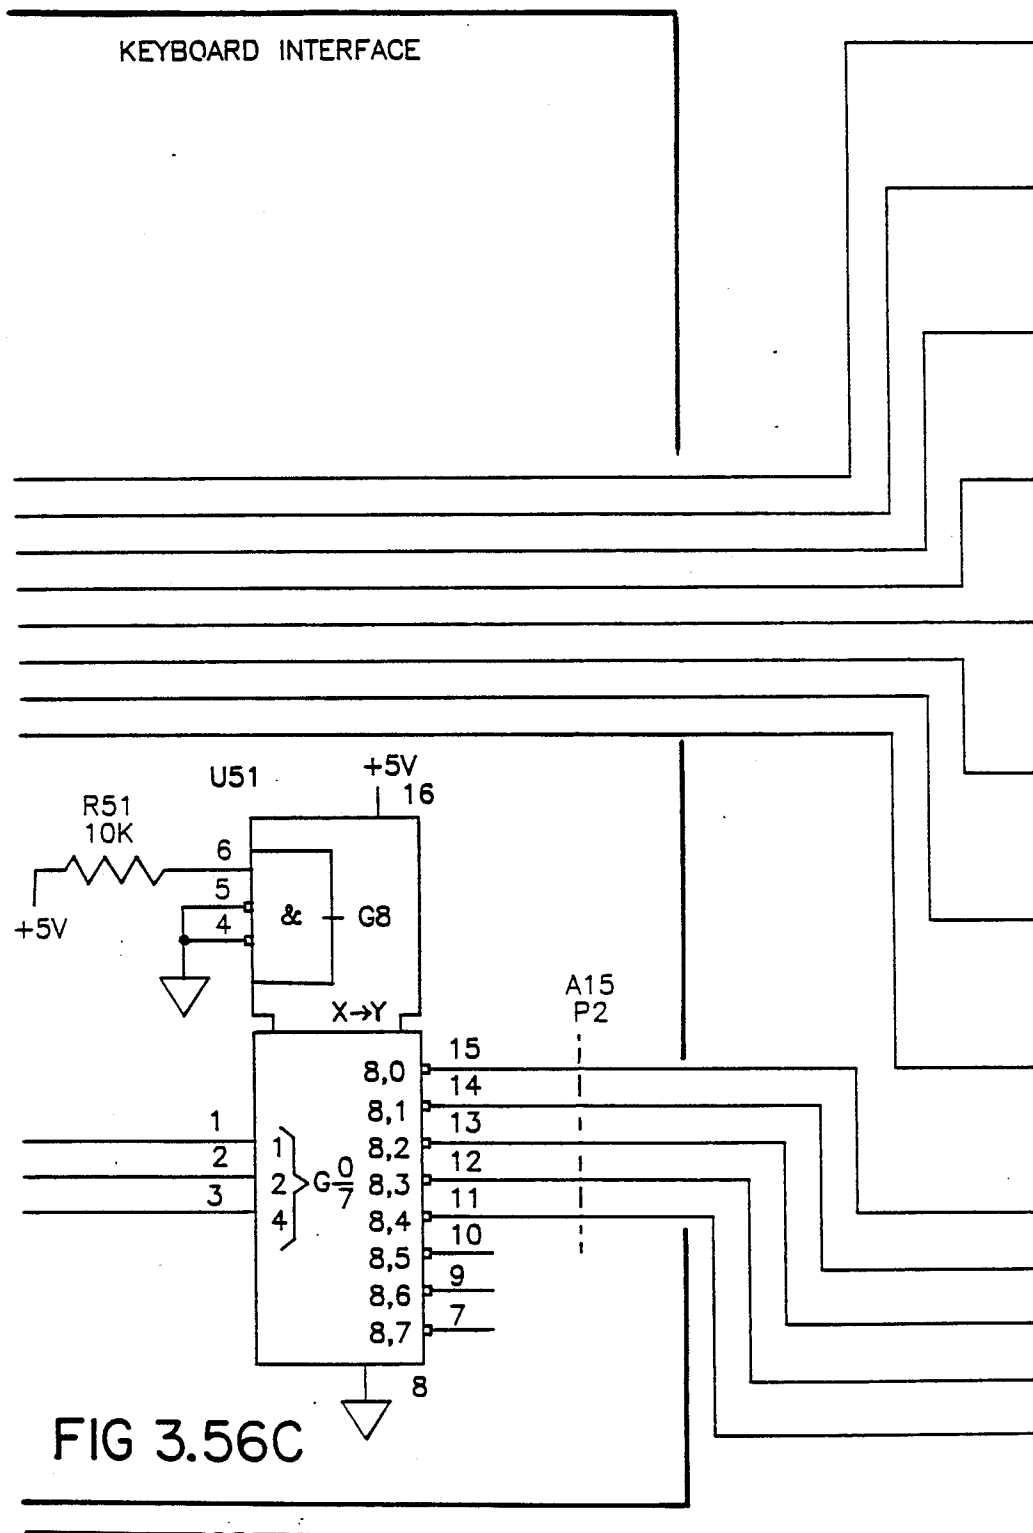 KEYBOARD INTERFACE
U51
+5V
16
R51
10K
6
5
+5V
4
&
G8
A15
P2
X→Y
15
8,0
14
8,1
1
13
1
8,2
2
12
2
G 0/7
8,3
3
11
4
8,4
10
8,5
9
8,6
7
8,7
8
FIG 3.56C